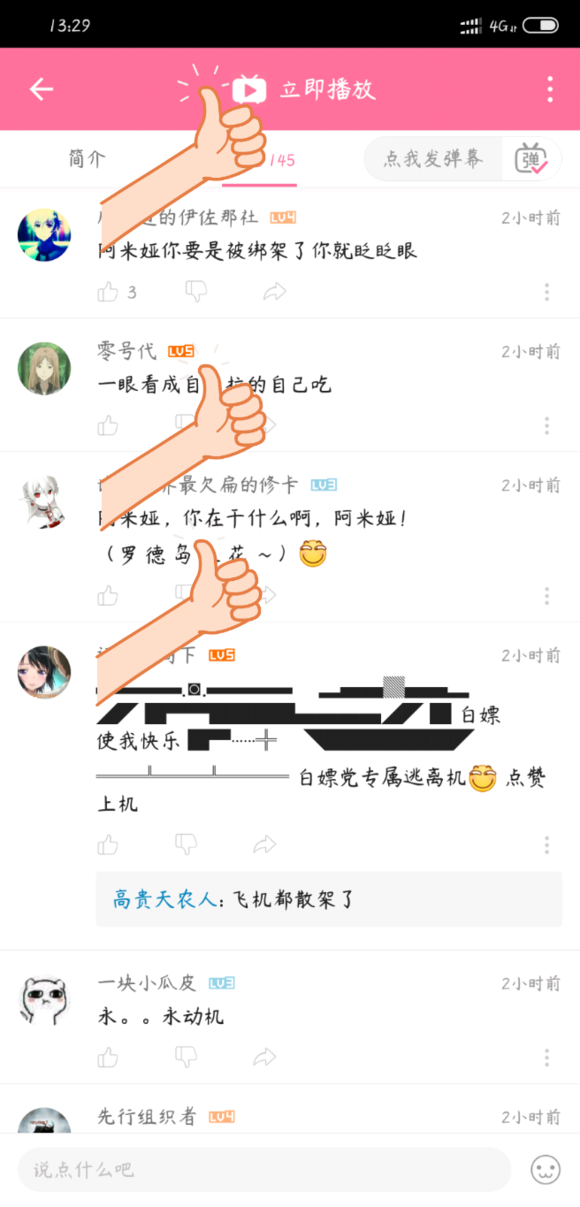 13:29
4G
立即播放
简介
145
点我发弹幕
弹
的伊佐那社 LV4
2小时前
阿米娅你要是被绑架了你就眨眨眼
3
零号代 LV5
2小时前
一眼看成自 拉的自己吃
最欠扁的修卡 LV3
2小时前
阿米娅，你在干什么啊，阿米娅！
（罗德岛 花～）
下 LV5
2小时前
白嫖
使我快乐
白嫖党专属逃离机 点赞
上机
高贵天农人：飞机都散架了
一块小瓜皮 LV3
2小时前
永。。永动机
先行组织者 LV4
2小时前
说点什么吧